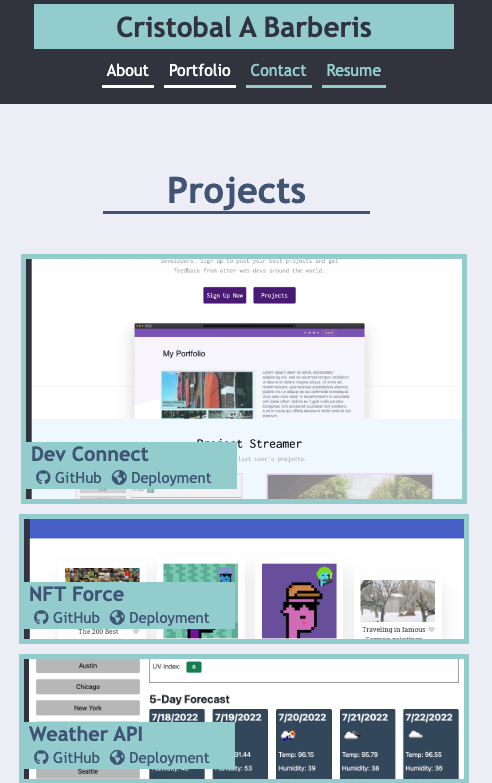 Cristobal A Barberis
About Portfolio Contact Resume
Projects
developers. Sign up to post your best projects and get
feedback from other web devs around the world.
Sign Up Now Projects
My Portfolio
Project Streamer
last user's projects.
Dev Connect
GitHub Deployment
NFT Force
GitHub Deployment
The 200 Best
Traveling in famous
Austin
UV Index: 0
Chicago
5-Day Forecast
New York
7/18/2022 7/19/2022 7/20/2022 7/21/2022 7/22/2022
Weather API
91.44 Temp: 96.15 Temp: 95.79 Temp: 96.55
GitHub Deployment
Seattle
Humidity: 53 Humidity: 39 Humidity: 38 Humidity: 36